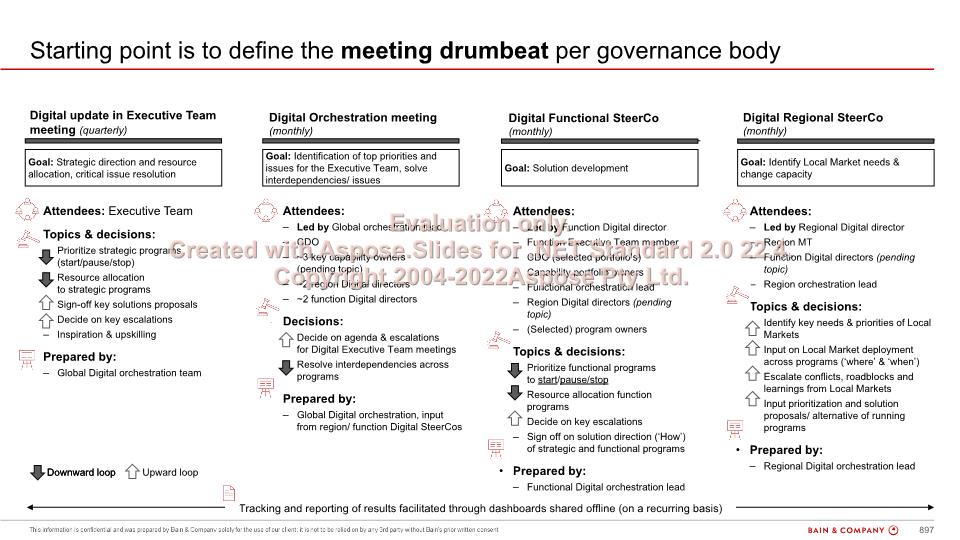 Starting point is to define the meeting drumbeat per governance body
Digital update in Executive Team
meeting (quarterly)
Goal: Strategic direction and resource
allocation, critical issue resolution
Attendees: Executive Team
Topics & decisions:
Prioritize strategic programs
(start/pause/stop)
Resource allocation
to strategic programs
Sign-off key solutions proposals
Decide on key escalations
– Inspiration & upskilling
Prepared by:
– Global Digital orchestration team
Digital Orchestration meeting
(monthly)
Goal: Identification of top priorities and
issues for the Executive Team, solve
interdependencies/ issues
Attendees:
– Led by Global orchestration lead
– CDO
– ~3 key capability owners
(pending topic)
– ~2 region Digital directors
– ~2 function Digital directors
Decisions:
Decide on agenda & escalations
for Digital Executive Team meetings
Resolve interdependencies across
programs
Prepared by:
– Global Digital orchestration, input
from region/ function Digital SteerCos
Digital Functional SteerCo
(monthly)
Goal: Solution development
Attendees:
– Led by Function Digital director
– Function Executive Team member
– CDO (selected portfolio's)
– Capability portfolio owners
– Functional orchestration lead
– Region Digital directors (pending
topic)
– (Selected) program owners
Topics & decisions:
Prioritize functional programs
to start/pause/stop
Resource allocation function
programs
Decide on key escalations
– Sign off on solution direction (‘How’)
of strategic and functional programs
• Prepared by:
– Functional Digital orchestration lead
Digital Regional SteerCo
(monthly)
Goal: Identify Local Market needs &
change capacity
Attendees:
– Led by Regional Digital director
– Region MT
– Function Digital directors (pending
topic)
– Region orchestration lead
Topics & decisions:
Identify key needs & priorities of Local
Markets
Input on Local Market deployment
across programs (‘where’ & ‘when’)
Escalate conflicts, roadblocks and
learnings from Local Markets
Input prioritization and solution
proposals/ alternative of running
programs
• Prepared by:
– Regional Digital orchestration lead
Evaluation only.
Created with Aspose.Slides for .NET Standard 2.0 22.4.
Copyright 2004-2022Aspose Pty Ltd.
Downward loop Upward loop
Tracking and reporting of results facilitated through dashboards shared offline (on a recurring basis)
This information is confidential and was prepared by Bain & Company solely for the use of our client; it is not to be relied on by any 3rd party without Bain's prior written consent
BAIN & COMPANY
897